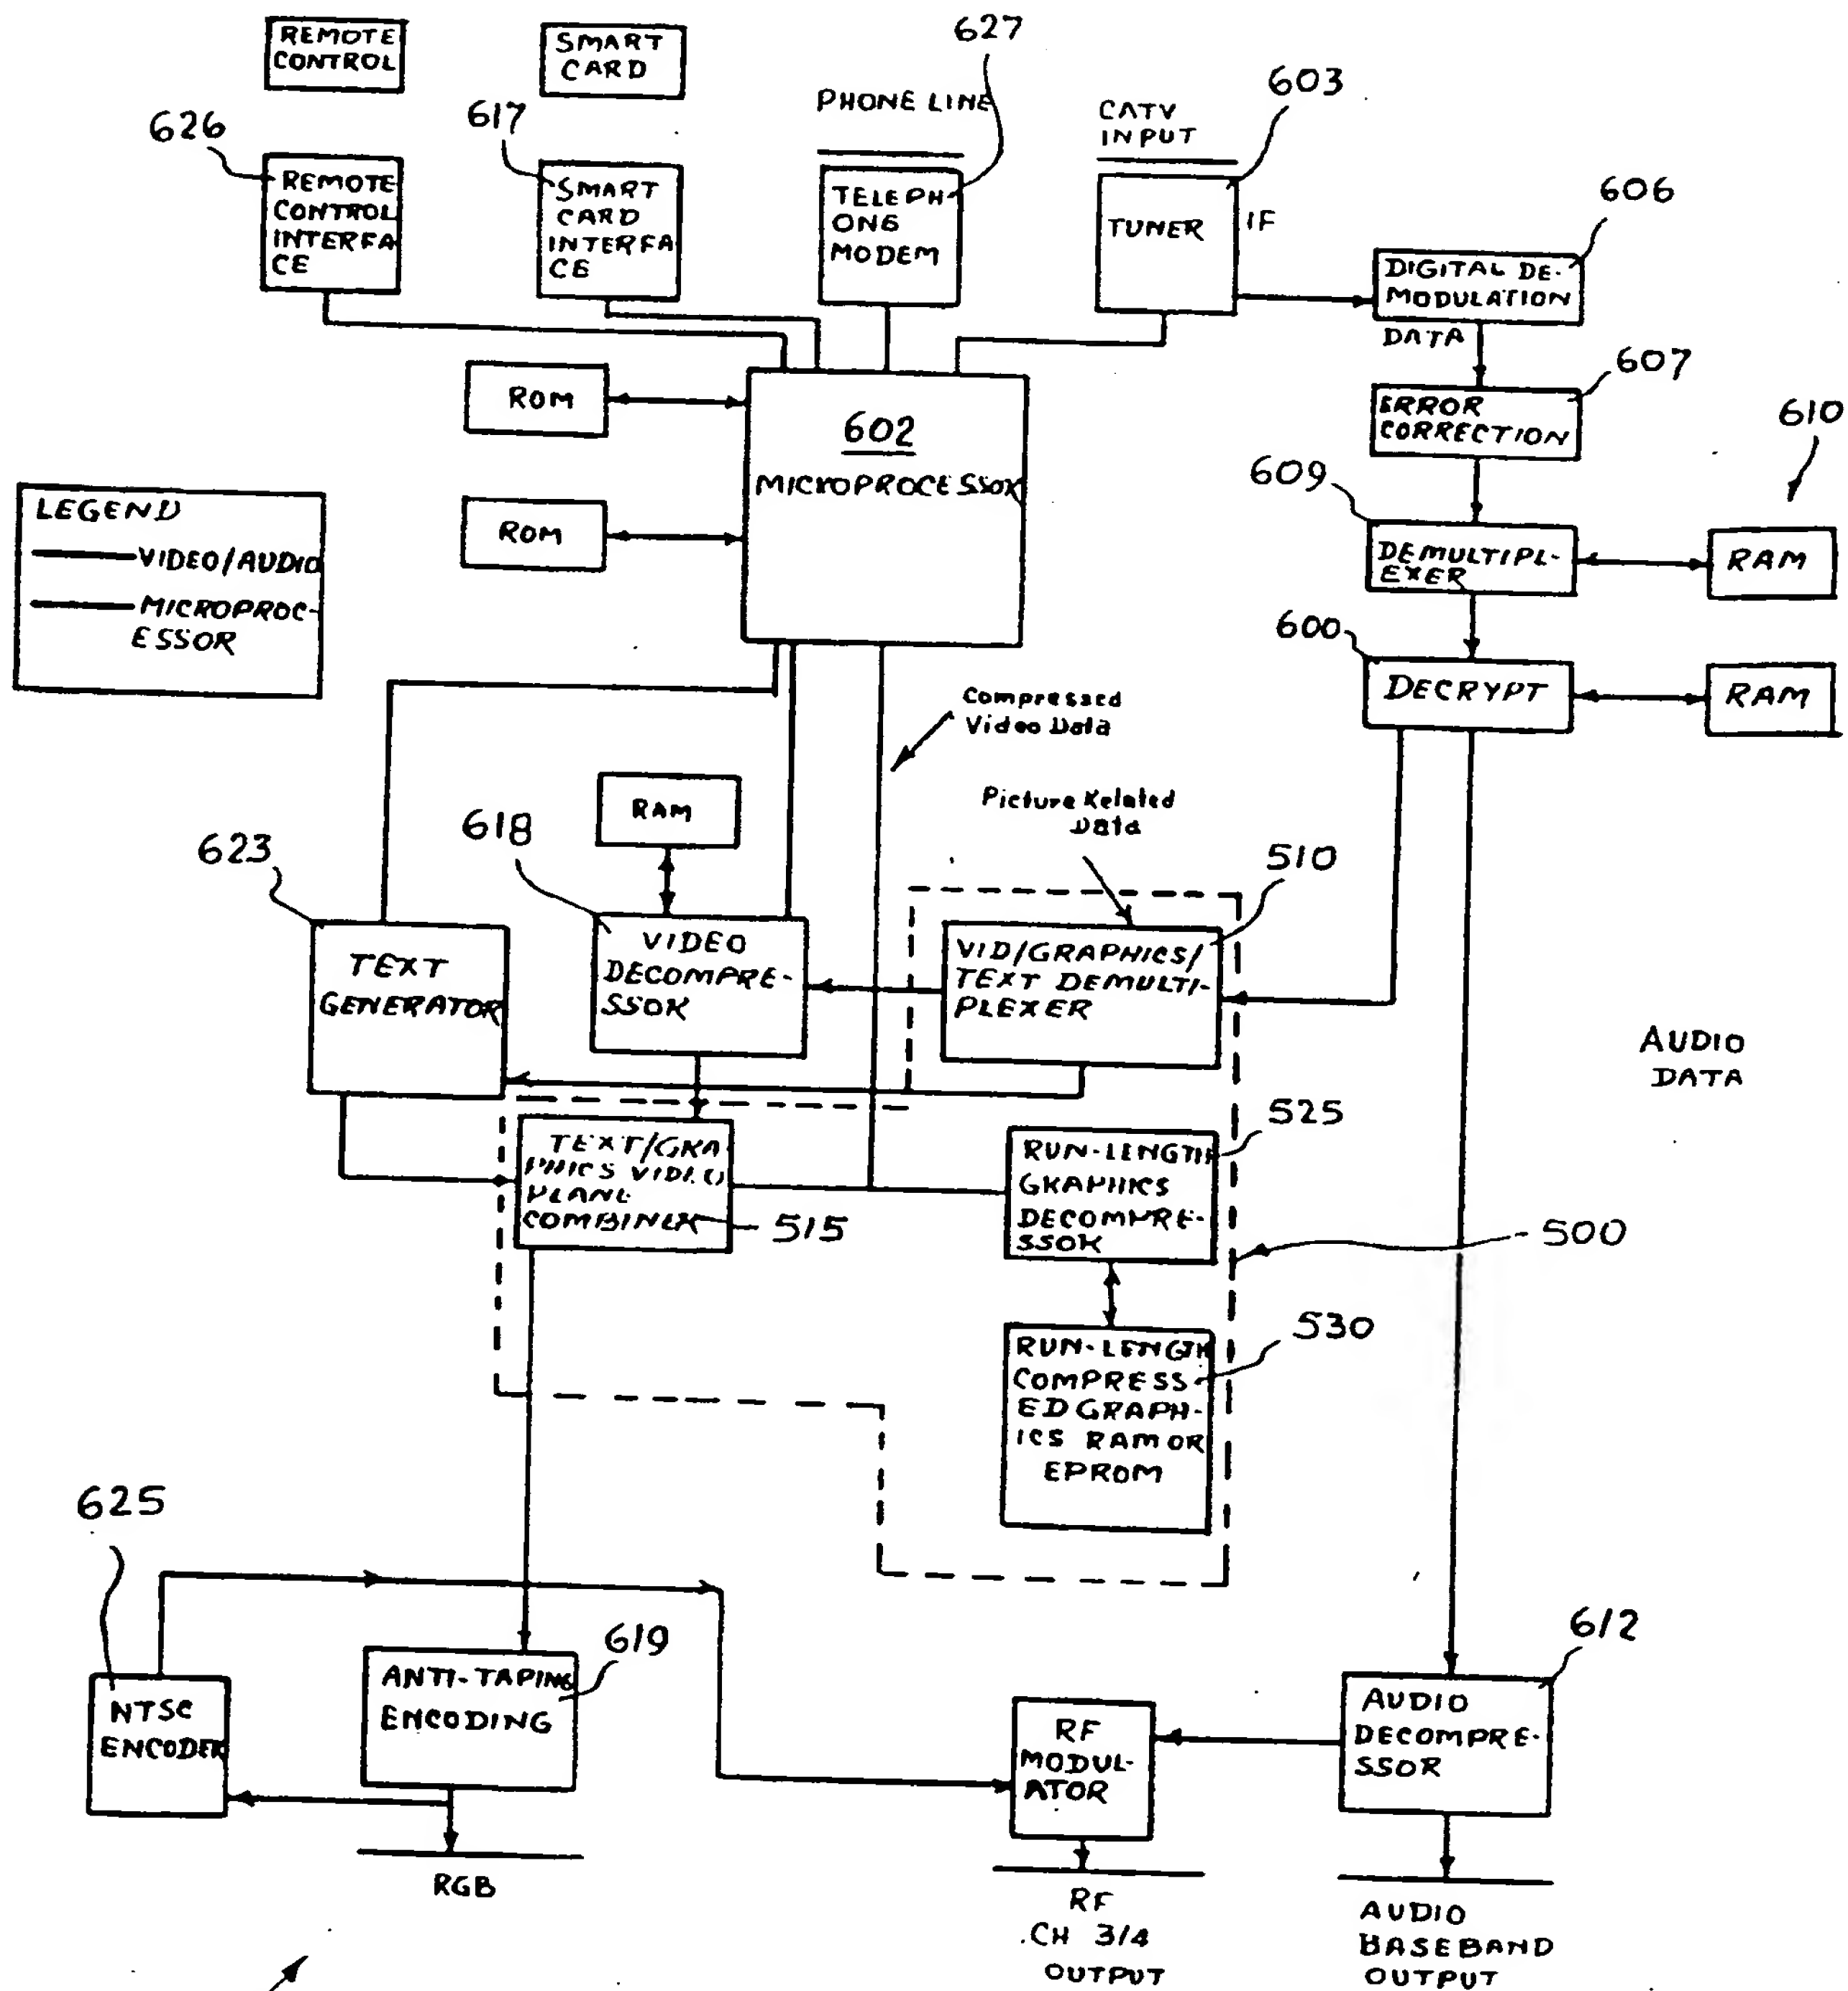 REMOTE
CONTROL
SMART
CARD
627
PHONE LINE
603
CATV
INPUT
626
617
REMOTE
CONTROL
INTERFA
CE
SMART
CARD
INTERFA
CE
TELEPH
ONE
MODEM
TUNER
IF
606
DIGITAL DE-
MODULATION
DATA
607
ERROR
CORRECTION
610
ROM
602
MICROPROCESSOR
609
DEMULTIPL-
EXER
RAM
LEGEND
VIDEO/AUDIO
MICROPROC-
ESSOR
ROM
600
DECRYPT
RAM
Compressed
Video Data
Picture Related
Data
RAM
618
623
510
TEXT
GENERATOR
VIDEO
DECOMPRE-
SSOR
VID/GRAPHICS/
TEXT DEMULTI-
PLEXER
AUDIO
DATA
525
TEXT/GRA
PHICS VIDEO
PLANE
COMBINER
515
RUN-LENGTH
GRAPHICS
DECOMPRE-
SSOR
500
530
RUN-LENGTH
COMPRESS
ED GRAPH-
ICS RAM OR
EPROM
625
619
612
NTSC
ENCODER
ANTI-TAPING
ENCODING
RF
MODUL-
ATOR
AUDIO
DECOMPRE-
SSOR
RGB
RF
CH 3/4
OUTPUT
AUDIO
BASEBAND
OUTPUT